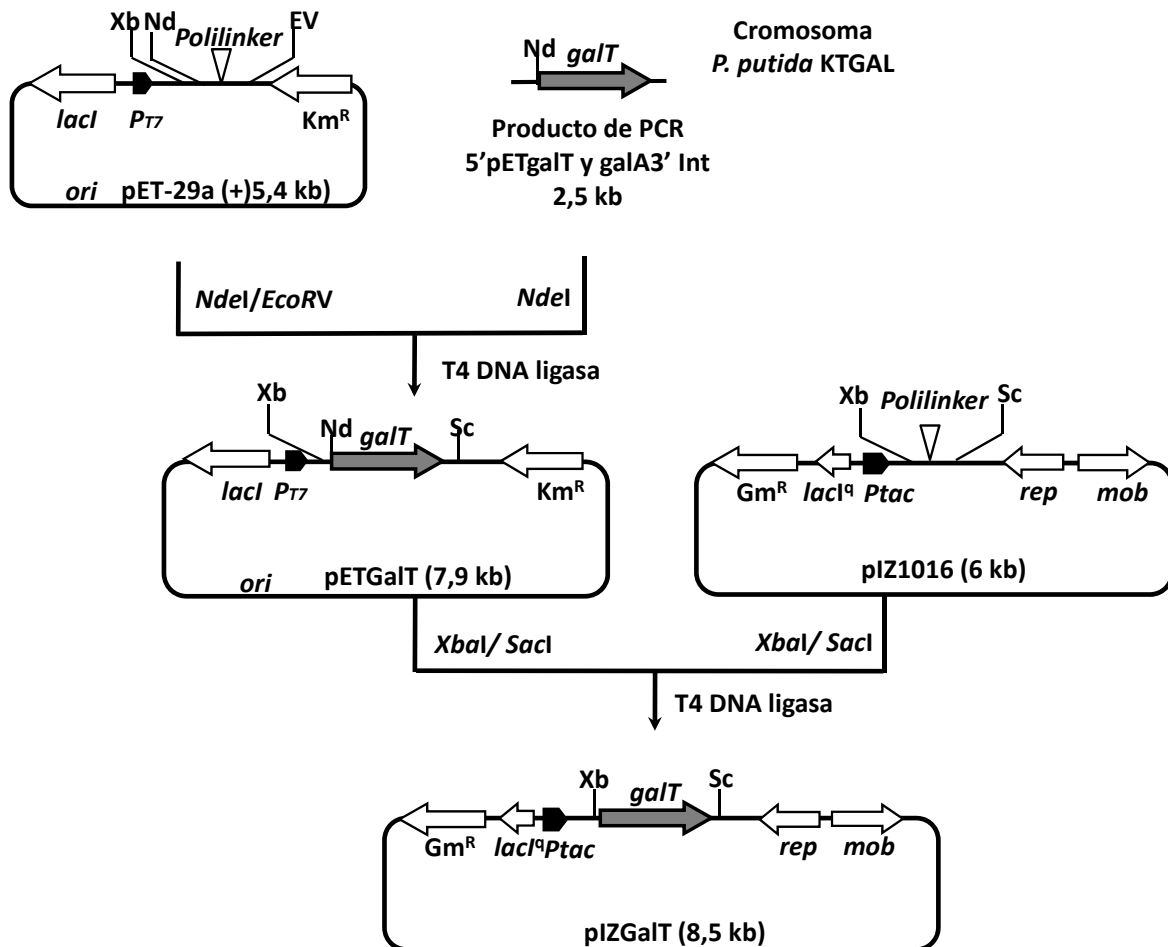 Xb Nd Polilinker EV
lacI PT7 KmR
ori pET-29a (+)5,4 kb)
Nd galT
Producto de PCR
5’pETgalT y galA3’ Int
2,5 kb
Cromosoma
P. putida KTGAL
NdeI/EcoRV NdeI
T4 DNA ligasa
Xb
Nd galT Sc
lacI PT7 KmR
ori pETGalT (7,9 kb)
Xb Polilinker Sc
GmR lacIq Ptac rep mob
pIZ1016 (6 kb)
XbaI/ SacI XbaI/ SacI
T4 DNA ligasa
Xb galT Sc
GmR lacIq Ptac rep mob
pIZGalT (8,5 kb)